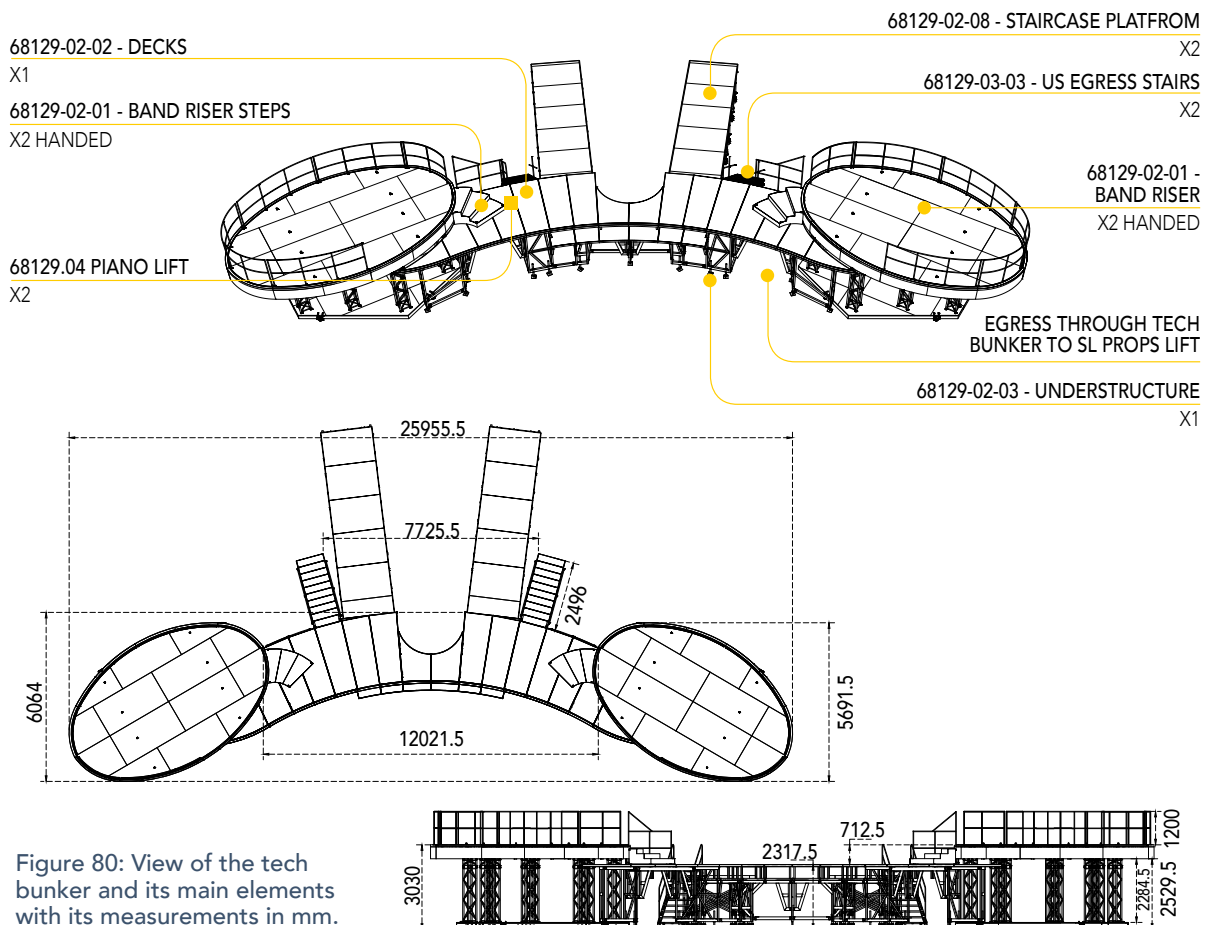 68129-02-02 - DECKS
X1
68129-02-01 - BAND RISER STEPS
X2 HANDED
68129.04 PIANO LIFT
X2
68129-02-08 - STAIRCASE PLATFROM
X2
68129-03-03 - US EGRESS STAIRS
X2
68129-02-01 -
BAND RISER
X2 HANDED
EGRESS THROUGH TECH
BUNKER TO SL PROPS LIFT
68129-02-03 - UNDERSTRUCTURE
X1
25955.5
7725.5
2496
6064
5691.5
12021.5
712.5
2317.5
1200
3030
2284.5
2529.5
Figure 80: View of the tech
bunker and its main elements
with its measurements in mm.